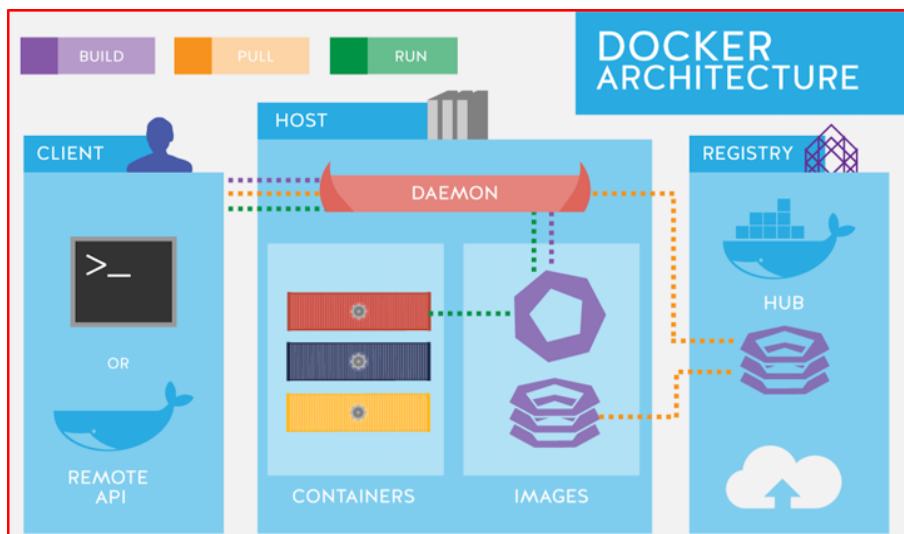 BUILD
PULL
RUN
DOCKER
ARCHITECTURE
HOST
CLIENT
REGISTRY
DAEMON
>_
OR
HUB
REMOTE
API
CONTAINERS
IMAGES